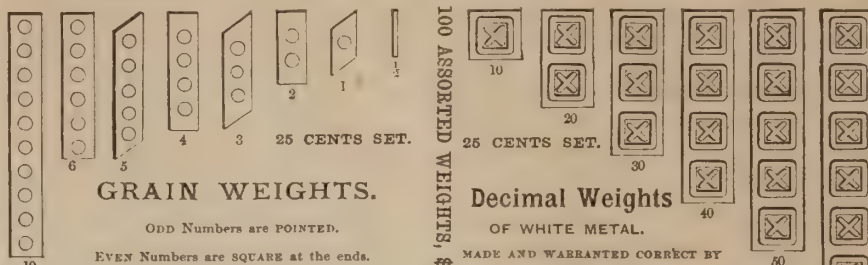 6
5
4
3
2
1
½
25 CENTS SET.
GRAIN WEIGHTS.
ODD Numbers are POINTED.
EVEN Numbers are SQUARE at the ends.
100 ASSORTED WEIGHTS, $
10
20
30
40
50
25 CENTS SET.
Decimal Weights
OF WHITE METAL.
MADE AND WARRANTED CORRECT BY